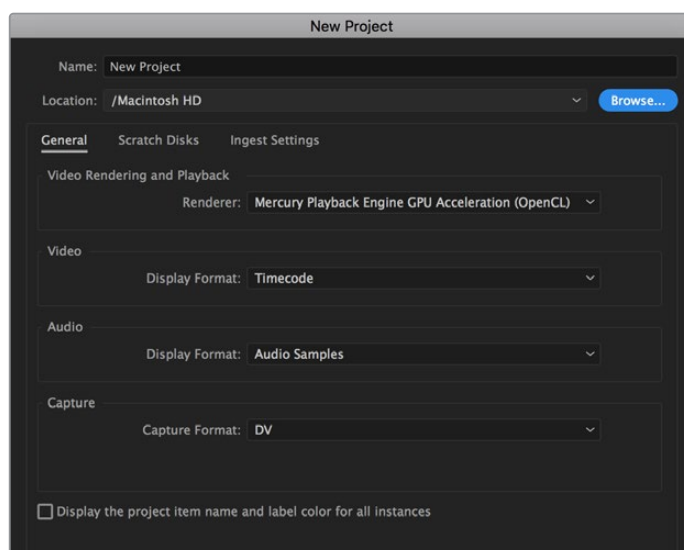 New Project
Name: New Project
Location: /Macintosh HD Browse...
General Scratch Disks Ingest Settings
Video Rendering and Playback
Renderer: Mercury Playback Engine GPU Acceleration (OpenCL)
Video
Display Format: Timecode
Audio
Display Format: Audio Samples
Capture
Capture Format: DV
Display the project item name and label color for all instances